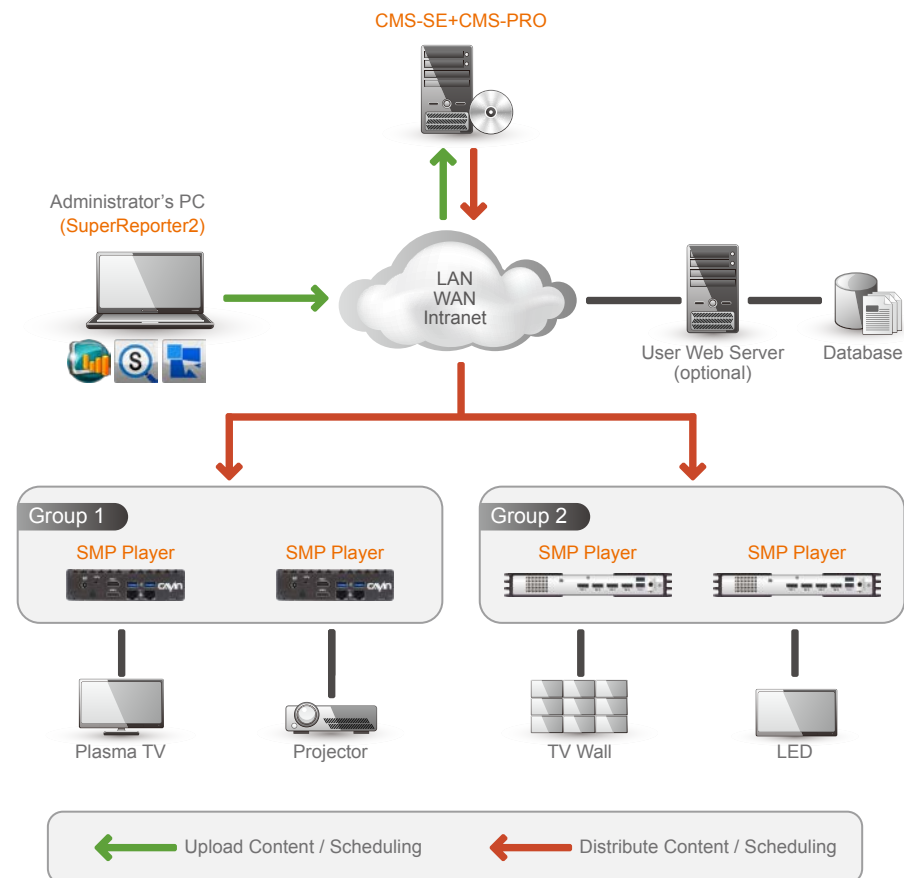 CMS-SE+CMS-PRO
Administrator's PC
(SuperReporter2)
S
LAN
WAN
Intranet
User Web Server
(optional)
Database
Group 1
SMP Player
SMP Player
CAYIN
CAYIN
Plasma TV
Projector
Group 2
SMP Player
SMP Player
TV Wall
LED
Upload Content / Scheduling
Distribute Content / Scheduling